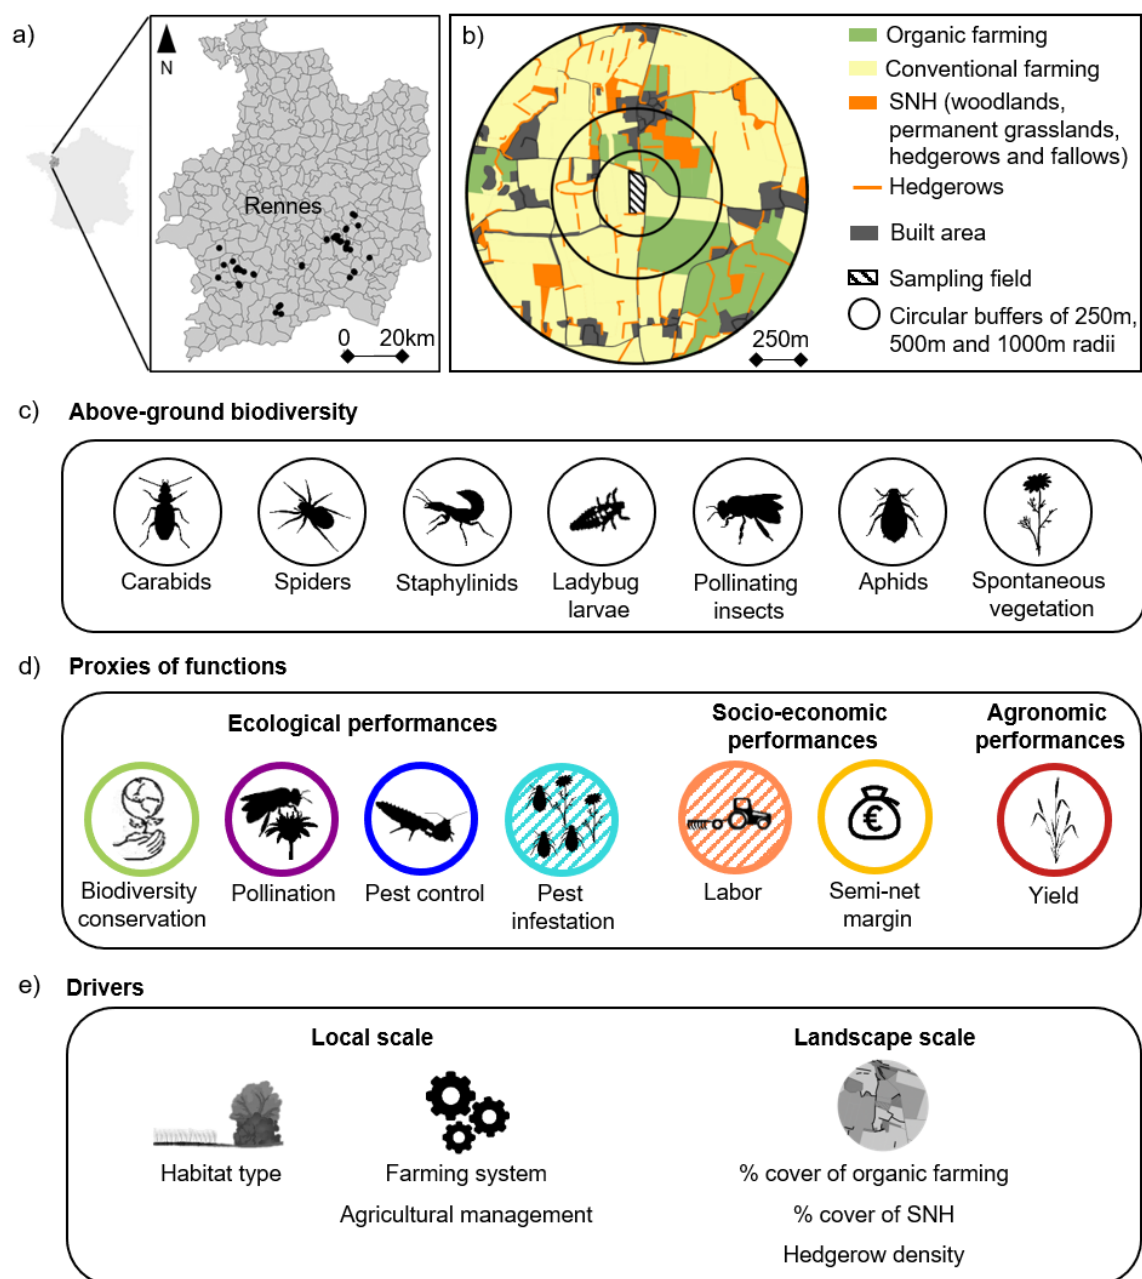 a)
N
Rennes
0 20km
b)
Organic farming
Conventional farming
SNH (woodlands,
permanent grasslands,
hedgerows and fallows)
Hedgerows
Built area
Sampling field
Circular buffers of 250m,
500m and 1000m radii
250m
c) Above-ground biodiversity
Carabids
Spiders
Staphylinids
Ladybug
larvae
Pollinating
insects
Aphids
Spontaneous
vegetation
d) Proxies of functions
Ecological performances
Socio-economic
performances
Agronomic
performances
€
Biodiversity
conservation
Pollination
Pest control
Pest
infestation
Labor
Semi-net
margin
Yield
e) Drivers
Local scale
Landscape scale
Habitat type
Farming system
Agricultural management
% cover of organic farming
% cover of SNH
Hedgerow density